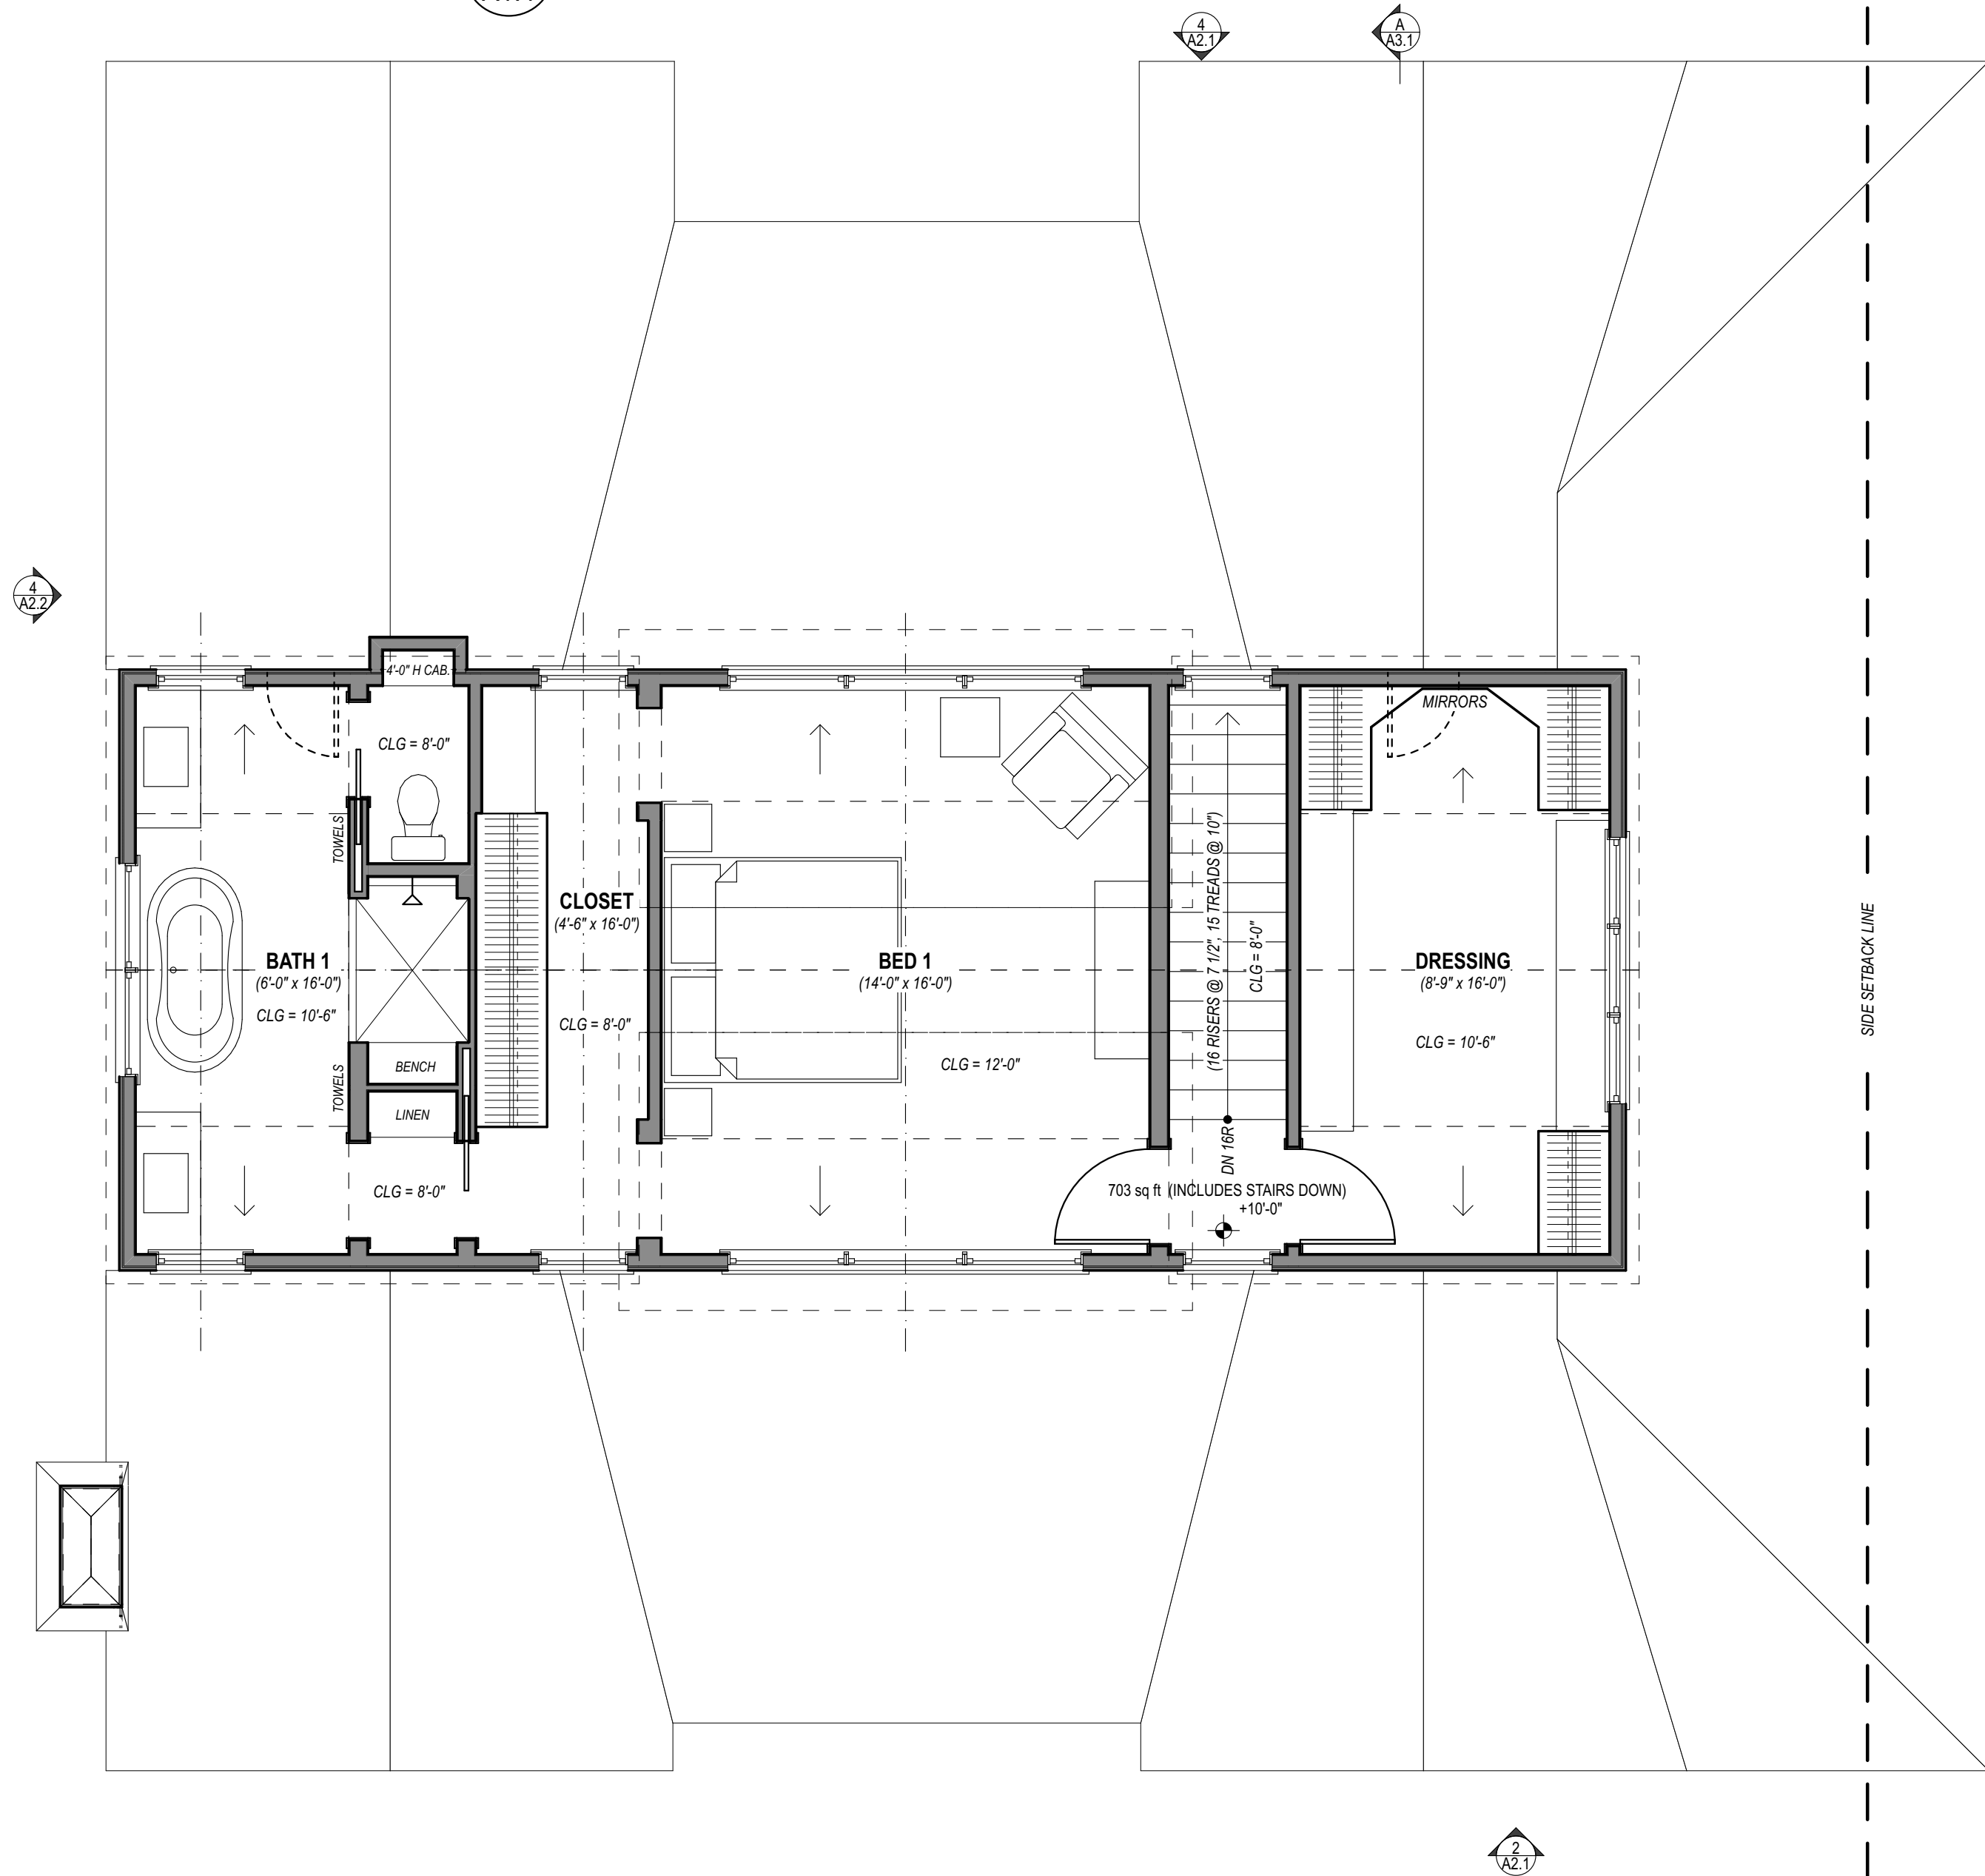 4
A2.1
A
A3.1
4
A2.2
4'-0" H CAB.
MIRRORS
CLG = 8'-0"
TOWELS
CLOSET
(4'-6" x 16'-0")
BATH 1
(6'-0" x 16'-0")
CLG = 10'-6"
BED 1
(14'-0" x 16'-0")
(16 RISERS @ 7 1/2", 15 TREADS @ 10")
CLG = 8'-0"
DRESSING
(8'-9" x 16'-0")
SIDE SETBACK LINE
CLG = 8'-0"
CLG = 12'-0"
CLG = 10'-6"
BENCH
TOWELS
LINEN
DN 16R
CLG = 8'-0"
703 sq ft (INCLUDES STAIRS DOWN)
+10'-0"
2
A2.1